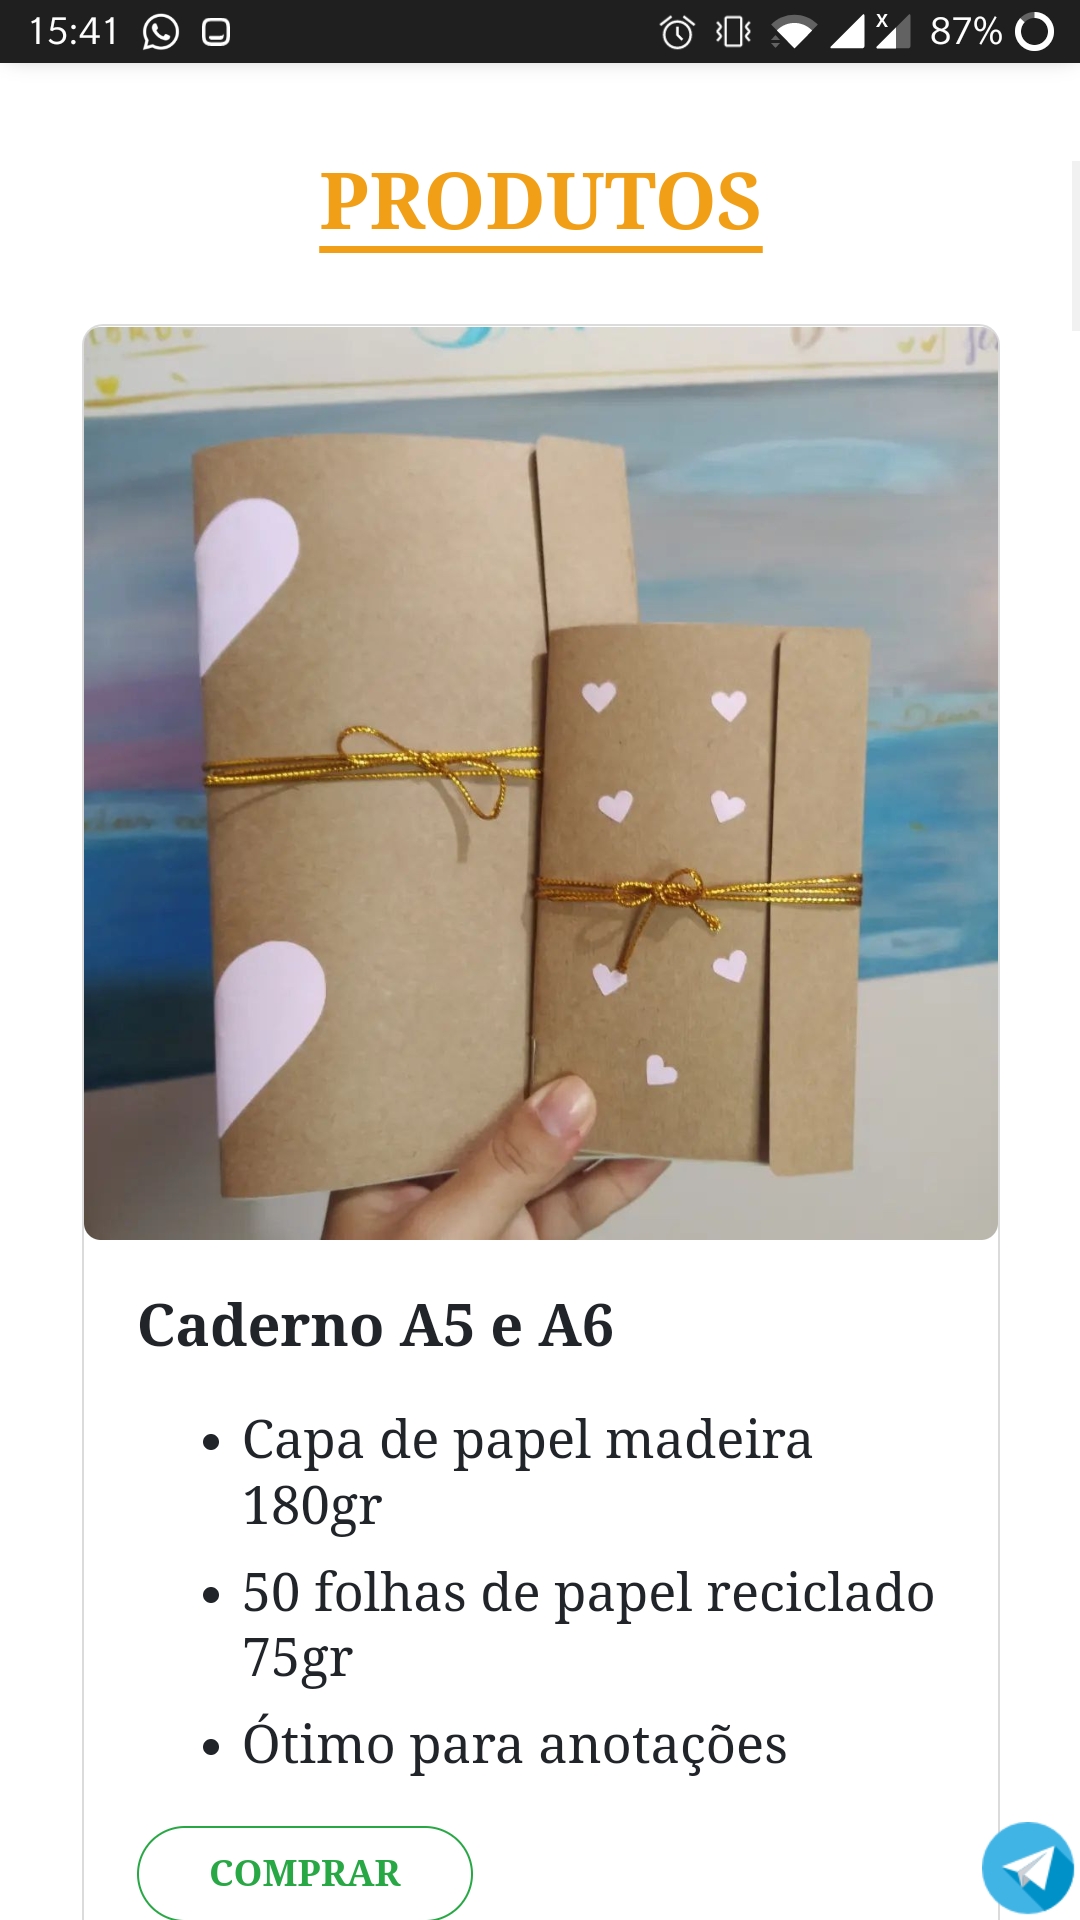 15:41
X
87%
PRODUTOS
Caderno A5 e A6
• Capa de papel madeira
180gr
• 50 folhas de papel reciclado
75gr
• Ótimo para anotações
COMPRAR